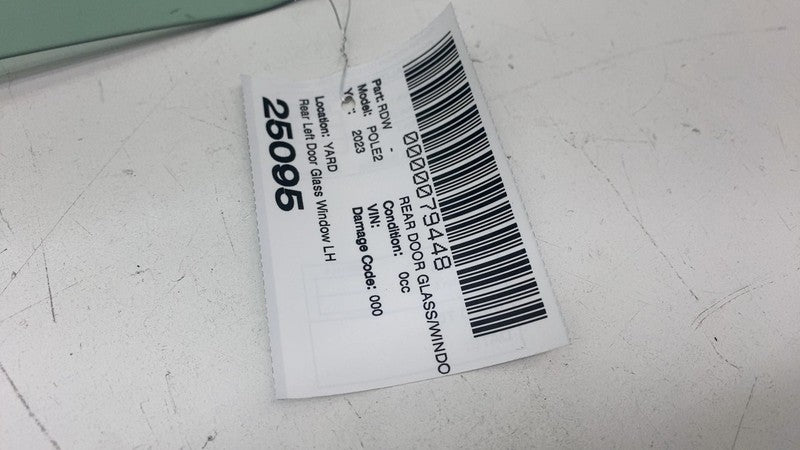 0000079448
Part: RDW - REAR DOOR GLASS/WINDO
Model: POLE2 Condition: 0cc
2023 VIN:
Damage Code: 000
Location: YARD
Rear Left Door Glass Window LH
25095